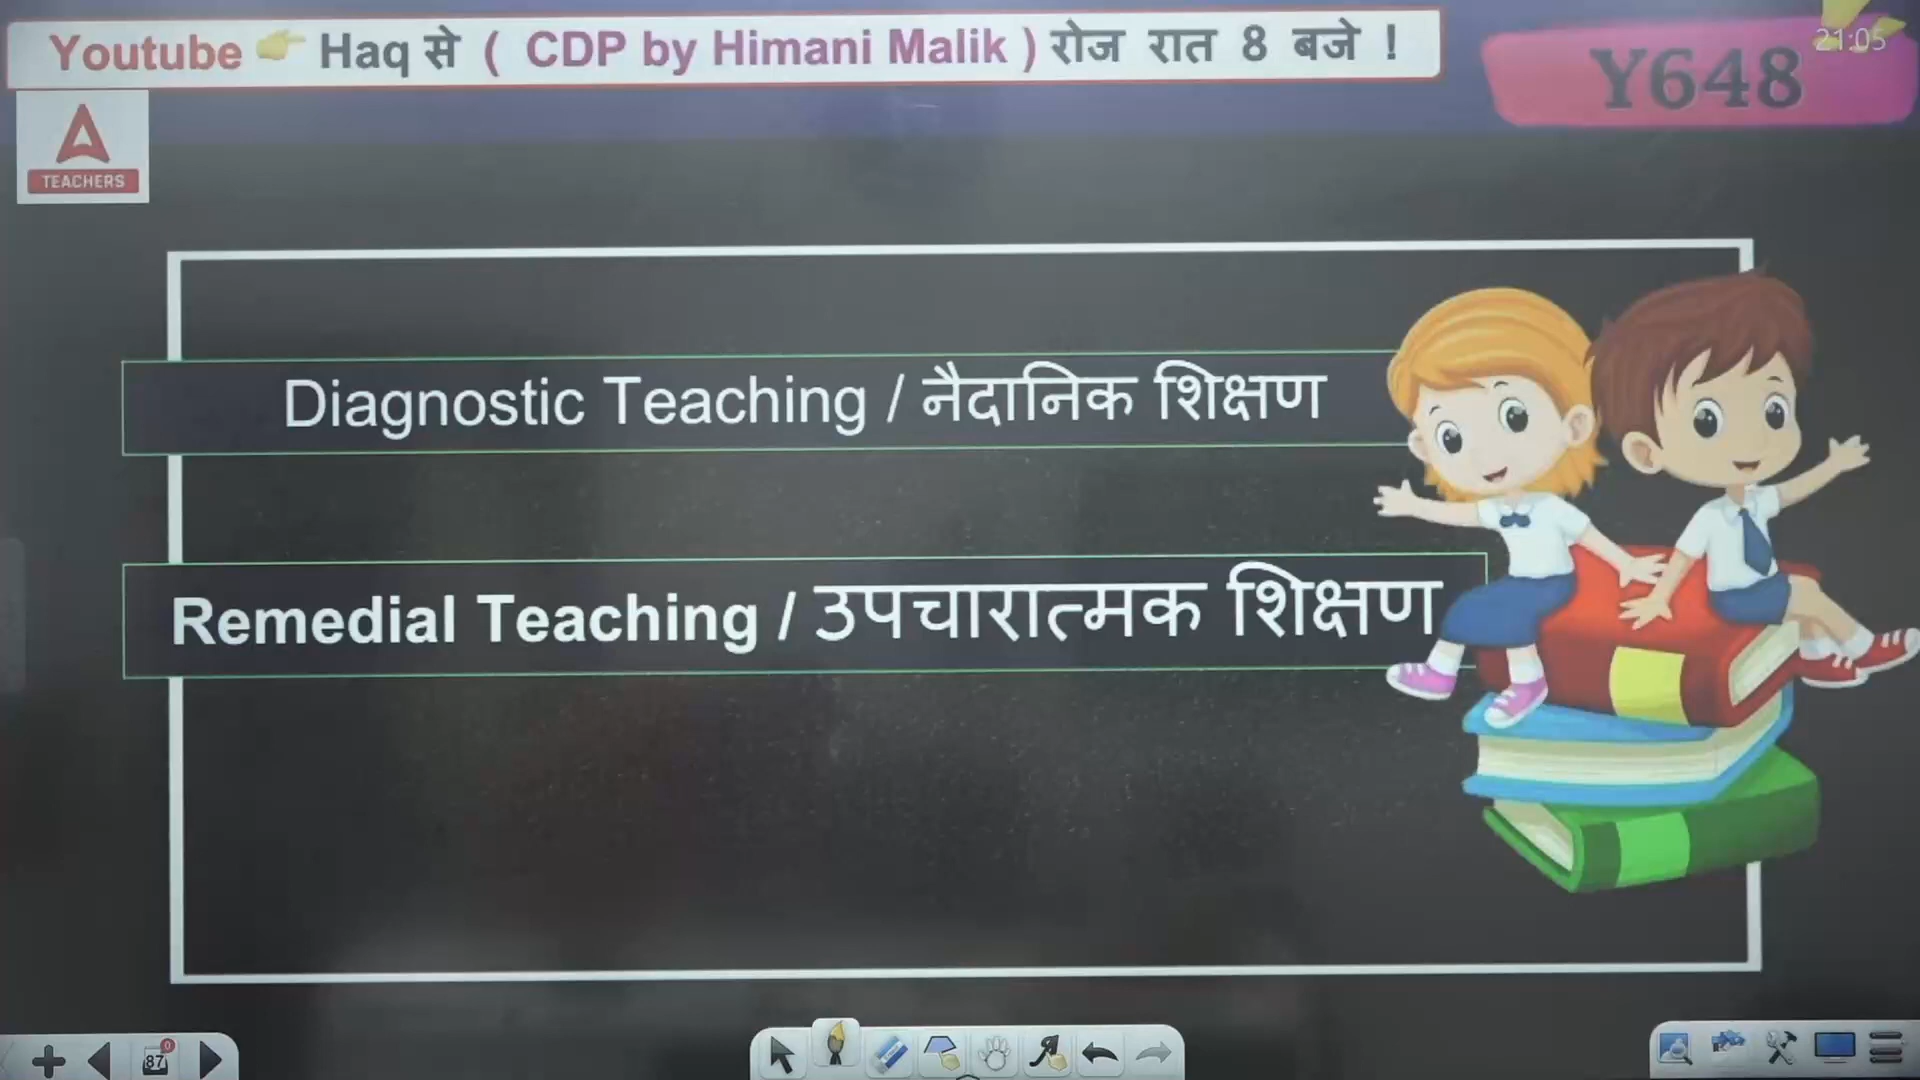 Youtube 👉 Haq से ( CDP by Himani Malik ) रोज रात 8 बजे !
Y648
21:05
A
TEACHERS
Diagnostic Teaching / नैदानिक शिक्षण
Remedial Teaching / उपचारात्मक शिक्षण
87
0